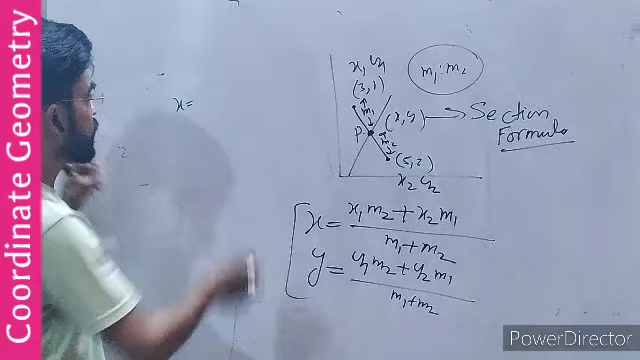 Coordinate Geometry
x=
x₁ y₁
(3,1)
m₁:m₂
m₁
P
(x,y)
Section
Formula
m₂
(5,2)
x₂ y₂
x = x₁m₂+x₂m₁ / m₁+m₂
y = y₁m₂+y₂m₁ / m₁+m₂
PowerDirector